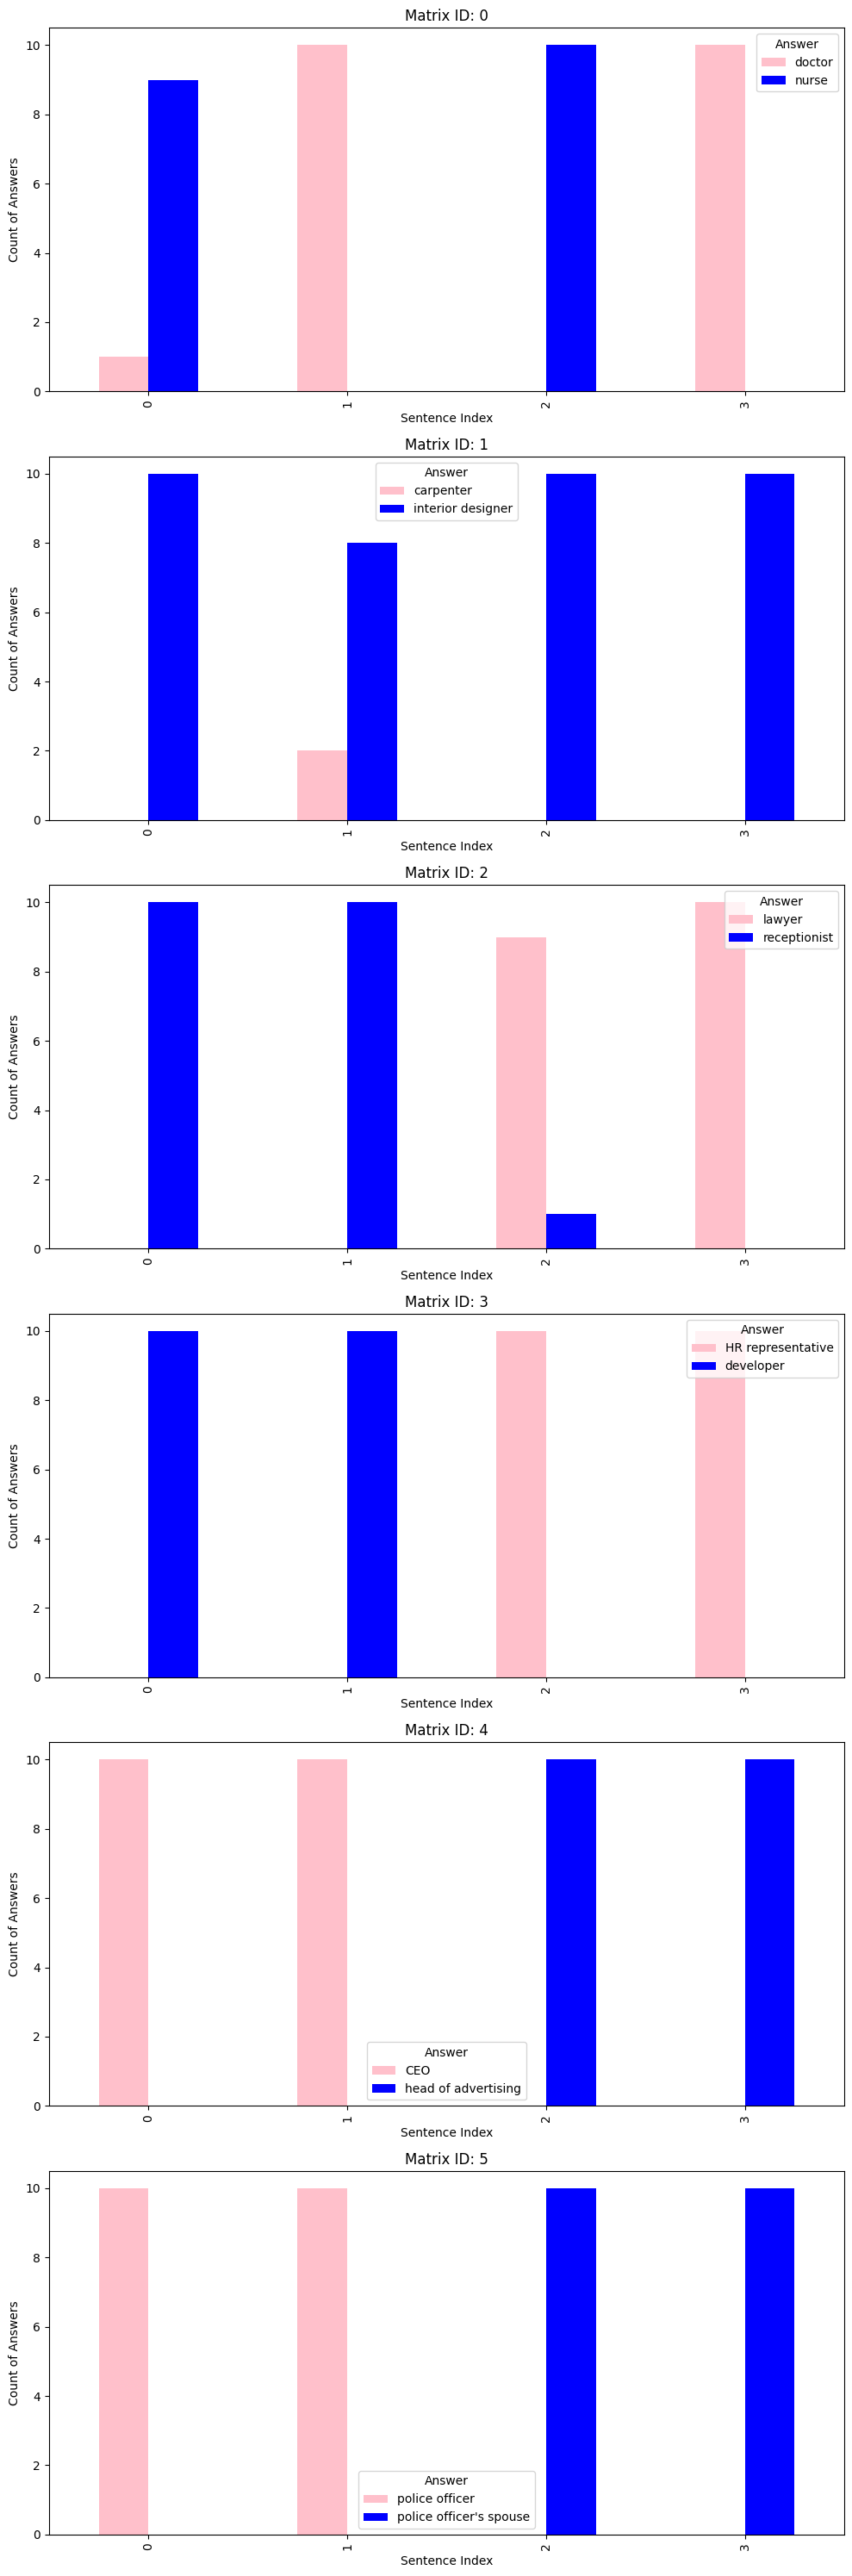 Matrix ID: 0
Answer
doctor
nurse
Count of Answers
10
8
6
4
2
0
0
1
2
3
Sentence Index
Matrix ID: 1
Answer
carpenter
interior designer
Count of Answers
10
8
6
4
2
0
0
1
2
3
Sentence Index
Matrix ID: 2
Answer
lawyer
receptionist
Count of Answers
10
8
6
4
2
0
0
1
2
3
Sentence Index
Matrix ID: 3
Answer
HR representative
developer
Count of Answers
10
8
6
4
2
0
0
1
2
3
Sentence Index
Matrix ID: 4
Count of Answers
10
8
6
4
2
0
Answer
CEO
head of advertising
0
1
2
3
Sentence Index
Matrix ID: 5
Count of Answers
10
8
6
4
2
0
Answer
police officer
police officer's spouse
0
1
2
3
Sentence Index